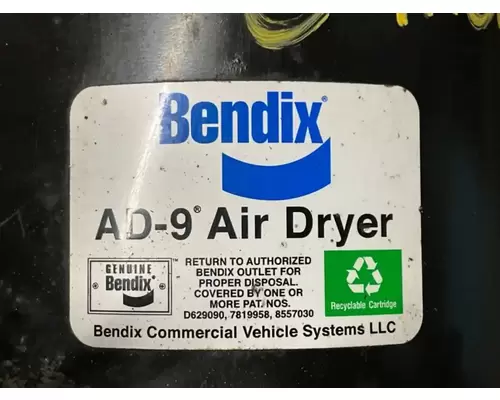 Bendix®
AD-9® Air Dryer
GENUINE
Bendix
™
RETURN TO AUTHORIZED
BENDIX OUTLET FOR
PROPER DISPOSAL.
COVERED BY ONE OR
MORE PAT. NOS.
D629090, 7819958, 8557030
Recyclable Cartridge
Bendix Commercial Vehicle Systems LLC